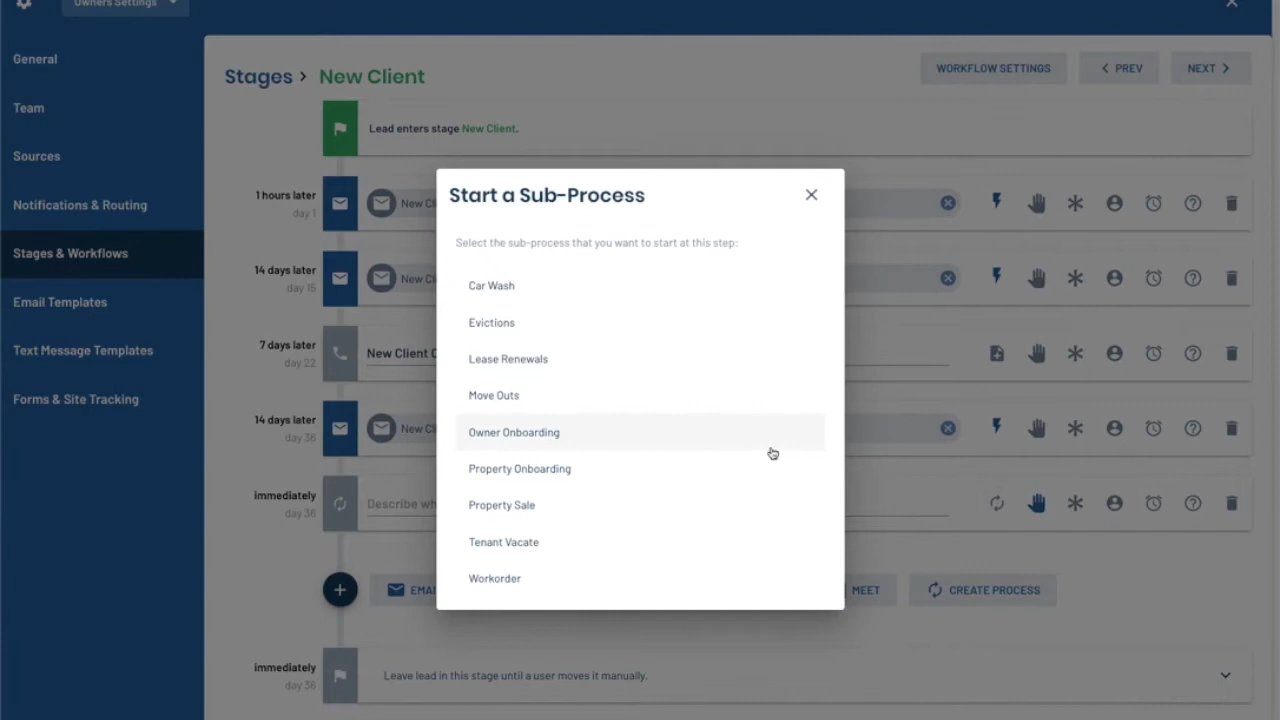 Owners Settings
General
Team
Sources
Notifications & Routing
Stages & Workflows
Email Templates
Text Message Templates
Forms & Site Tracking
Stages > New Client
WORKFLOW SETTINGS
PREV
NEXT
Lead enters stage New Client.
1 hours later
day 1
New Cl
14 days later
day 15
New Cl
7 days later
day 22
New Client C
14 days later
day 36
New Cl
immediately
day 36
Describe wh
EMAI
MEET
CREATE PROCESS
immediately
day 36
Leave lead in this stage until a user moves it manually.
Start a Sub-Process
Select the sub-process that you want to start at this step:
Car Wash
Evictions
Lease Renewals
Move Outs
Owner Onboarding
Property Onboarding
Property Sale
Tenant Vacate
Workorder